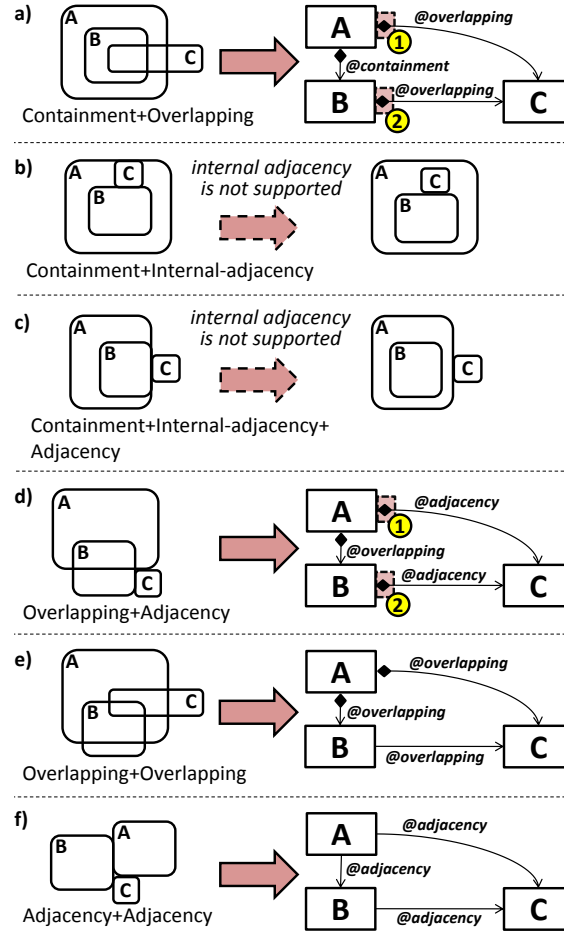 a)
A
B
C
Containment+Overlapping
A
1
@overlapping
@containment
B
2
@overlapping
C
b)
A
C
B
internal adjacency
is not supported
A
C
B
Containment+Internal-adjacency
c)
A
B
C
internal adjacency
is not supported
A
B
C
Containment+Internal-adjacency+
Adjacency
d)
A
B
C
Overlapping+Adjacency
A
1
@adjacency
@overlapping
B
2
@adjacency
C
e)
A
B
C
Overlapping+Overlapping
A
@overlapping
@overlapping
B
@overlapping
C
f)
B
A
C
Adjacency+Adjacency
A
@adjacency
@adjacency
B
@adjacency
C